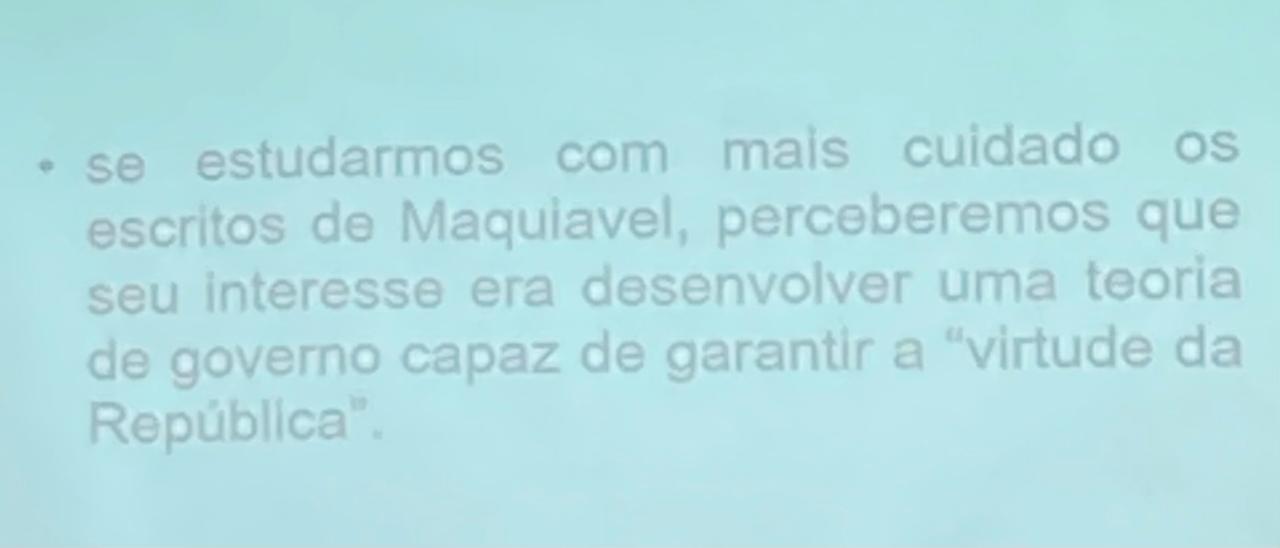 • se estudarmos com mais cuidado os
escritos de Maquiavel, perceberemos que
seu interesse era desenvolver uma teoria
de governo capaz de garantir a “virtude da
República”.